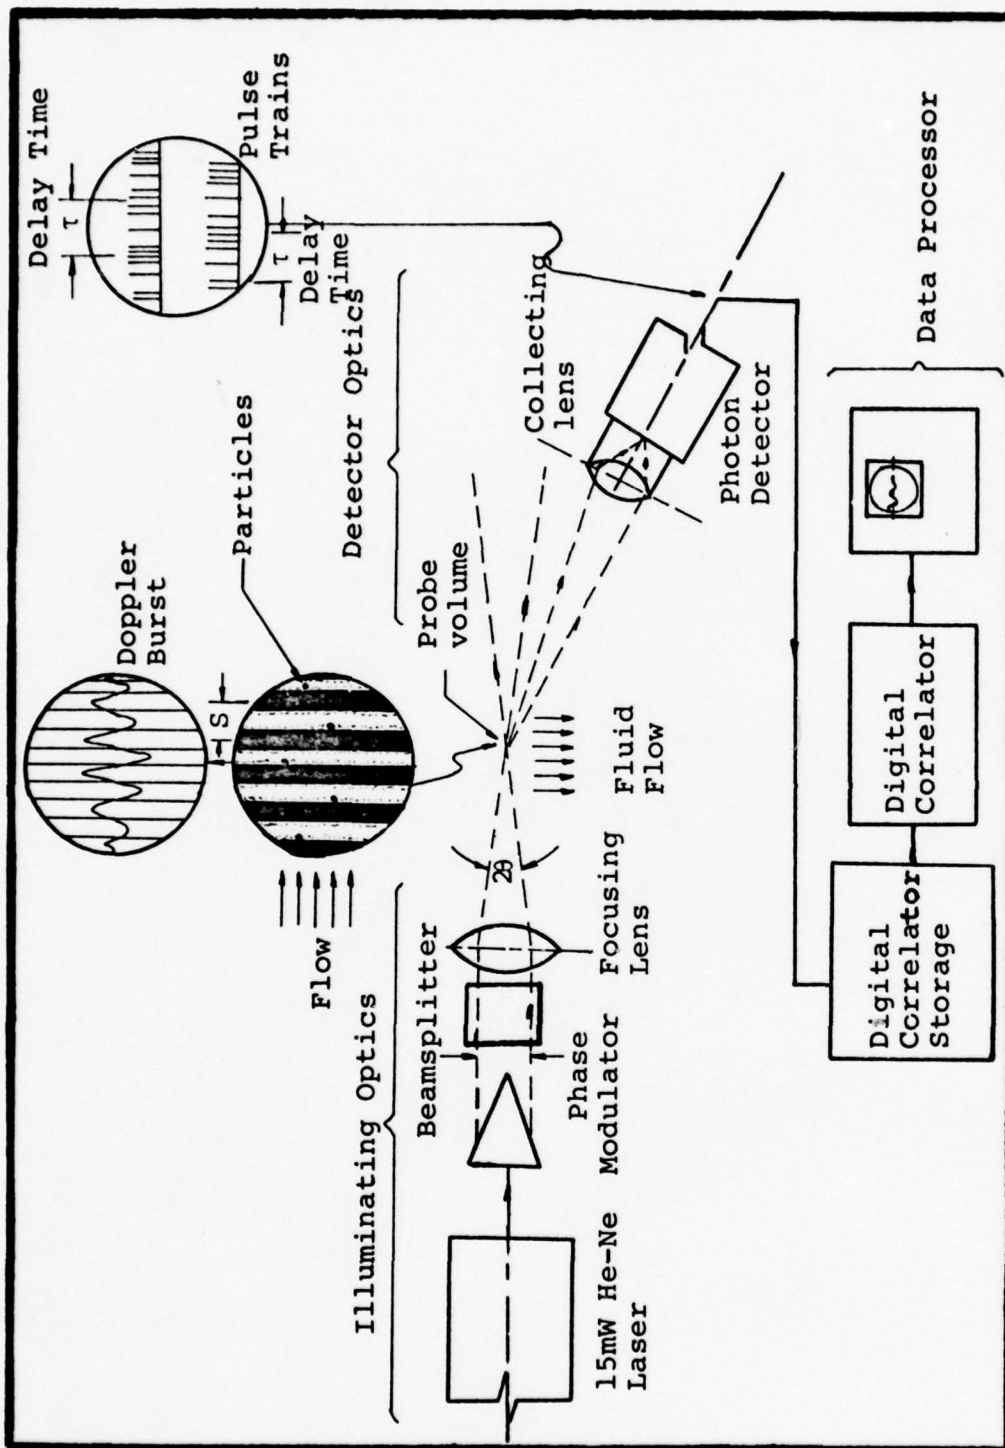 Delay Time
τ
Pulse
Trains
τ
Delay
Time
Doppler
Burst
S
Particles
Flow
Illuminating Optics
Detector Optics
Beamsplitter
Probe
volume
Collecting
lens
2θ
15mW He-Ne
Laser
Phase
Modulator
Focusing
Lens
Fluid
Flow
Photon
Detector
Digital
Correlator
Storage
Digital
Correlator
Data Processor